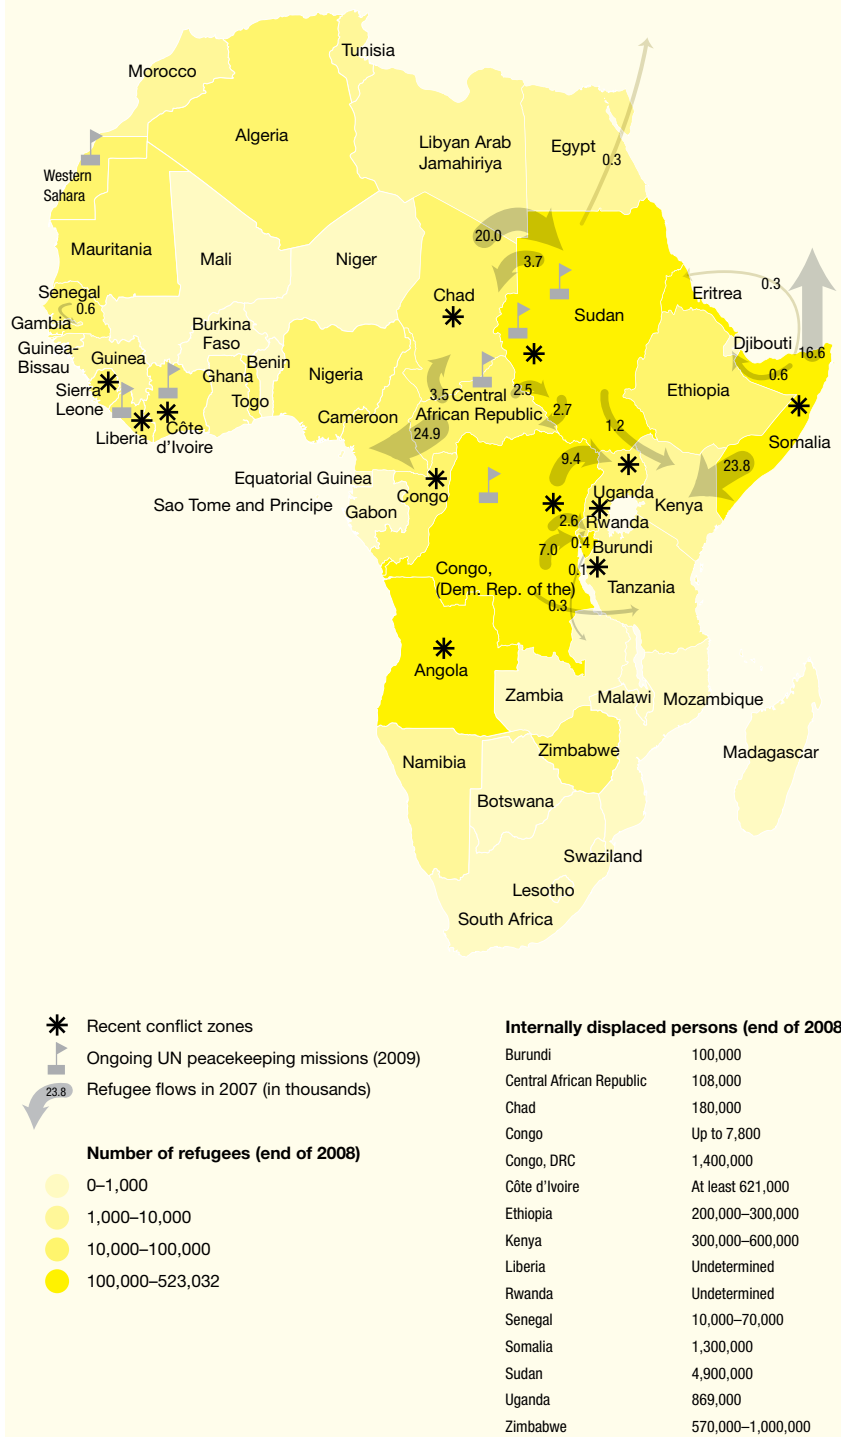 Tunisia
Morocco
Algeria
Libyan Arab
Jamahiriya
Egypt
0.3
Western
Sahara
Mauritania
Mali
Niger
20.0
3.7
Chad
Sudan
Eritrea
0.3
Senegal
0.6
Gambia
Guinea-
Bissau
Guinea
Burkina
Faso
Benin
Ghana
Togo
Nigeria
Djibouti
16.6
0.6
Ethiopia
Sierra
Leone
Liberia
Côte
d'Ivoire
Cameroon
3.5
Central
African Republic
2.5
2.7
1.2
Somalia
24.9
9.4
23.8
Equatorial Guinea
Sao Tome and Principe
Gabon
Congo
Uganda
Kenya
2.6
Rwanda
7.0
0.4
Burundi
0.1
Congo,
(Dem. Rep. of the)
Tanzania
0.3
Angola
Zambia
Malawi
Mozambique
Namibia
Zimbabwe
Madagascar
Botswana
Swaziland
Lesotho
South Africa
Recent conflict zones
Ongoing UN peacekeeping missions (2009)
23.8
Refugee flows in 2007 (in thousands)
Number of refugees (end of 2008)
0–1,000
1,000–10,000
10,000–100,000
100,000–523,032
Internally displaced persons (end of 2008
Burundi 100,000
Central African Republic 108,000
Chad 180,000
Congo Up to 7,800
Congo, DRC 1,400,000
Côte d'Ivoire At least 621,000
Ethiopia 200,000–300,000
Kenya 300,000–600,000
Liberia Undetermined
Rwanda Undetermined
Senegal 10,000–70,000
Somalia 1,300,000
Sudan 4,900,000
Uganda 869,000
Zimbabwe 570,000–1,000,000